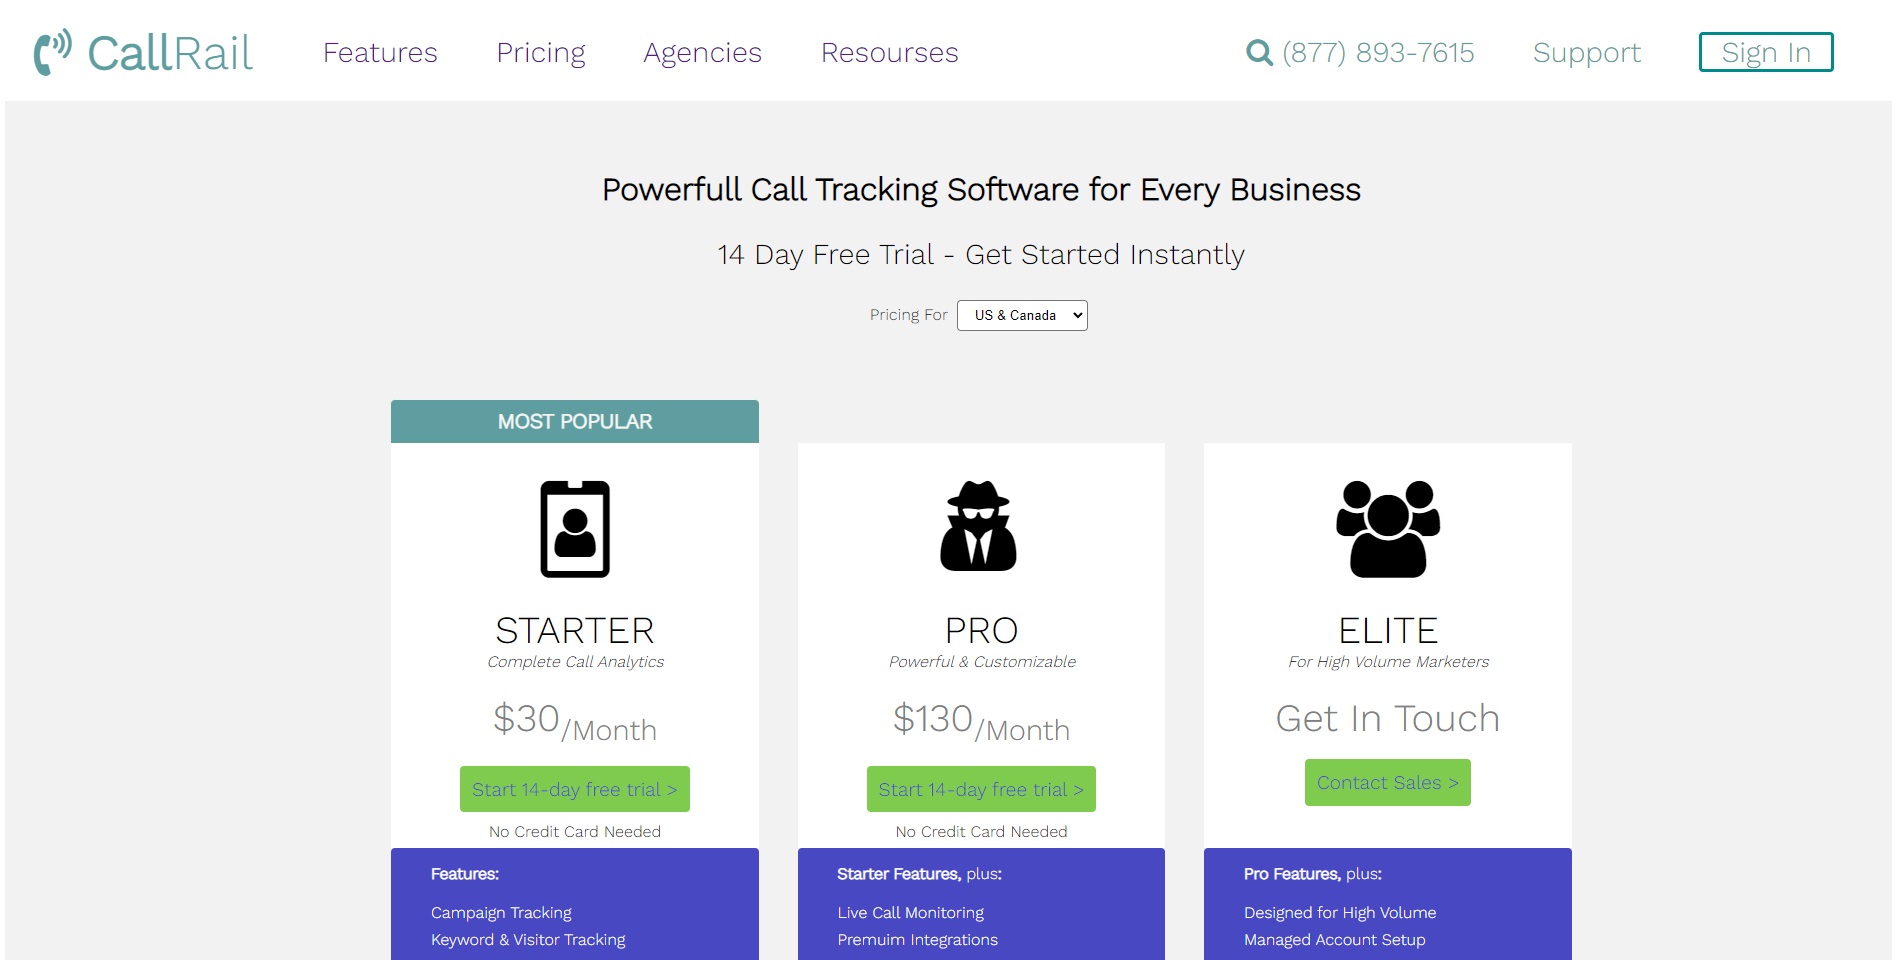 CallRail Features Pricing Agencies Resourses (877) 893-7615 Support Sign In
Powerfull Call Tracking Software for Every Business
14 Day Free Trial - Get Started Instantly
Pricing For US & Canada
MOST POPULAR
STARTER
Complete Call Analytics
$30/Month
Start 14-day free trial >
No Credit Card Needed
Features:
Campaign Tracking
Keyword & Visitor Tracking
PRO
Powerful & Customizable
$130/Month
Start 14-day free trial >
No Credit Card Needed
Starter Features, plus:
Live Call Monitoring
Premuim Integrations
ELITE
For High Volume Marketers
Get In Touch
Contact Sales >
Pro Features, plus:
Designed for High Volume
Managed Account Setup